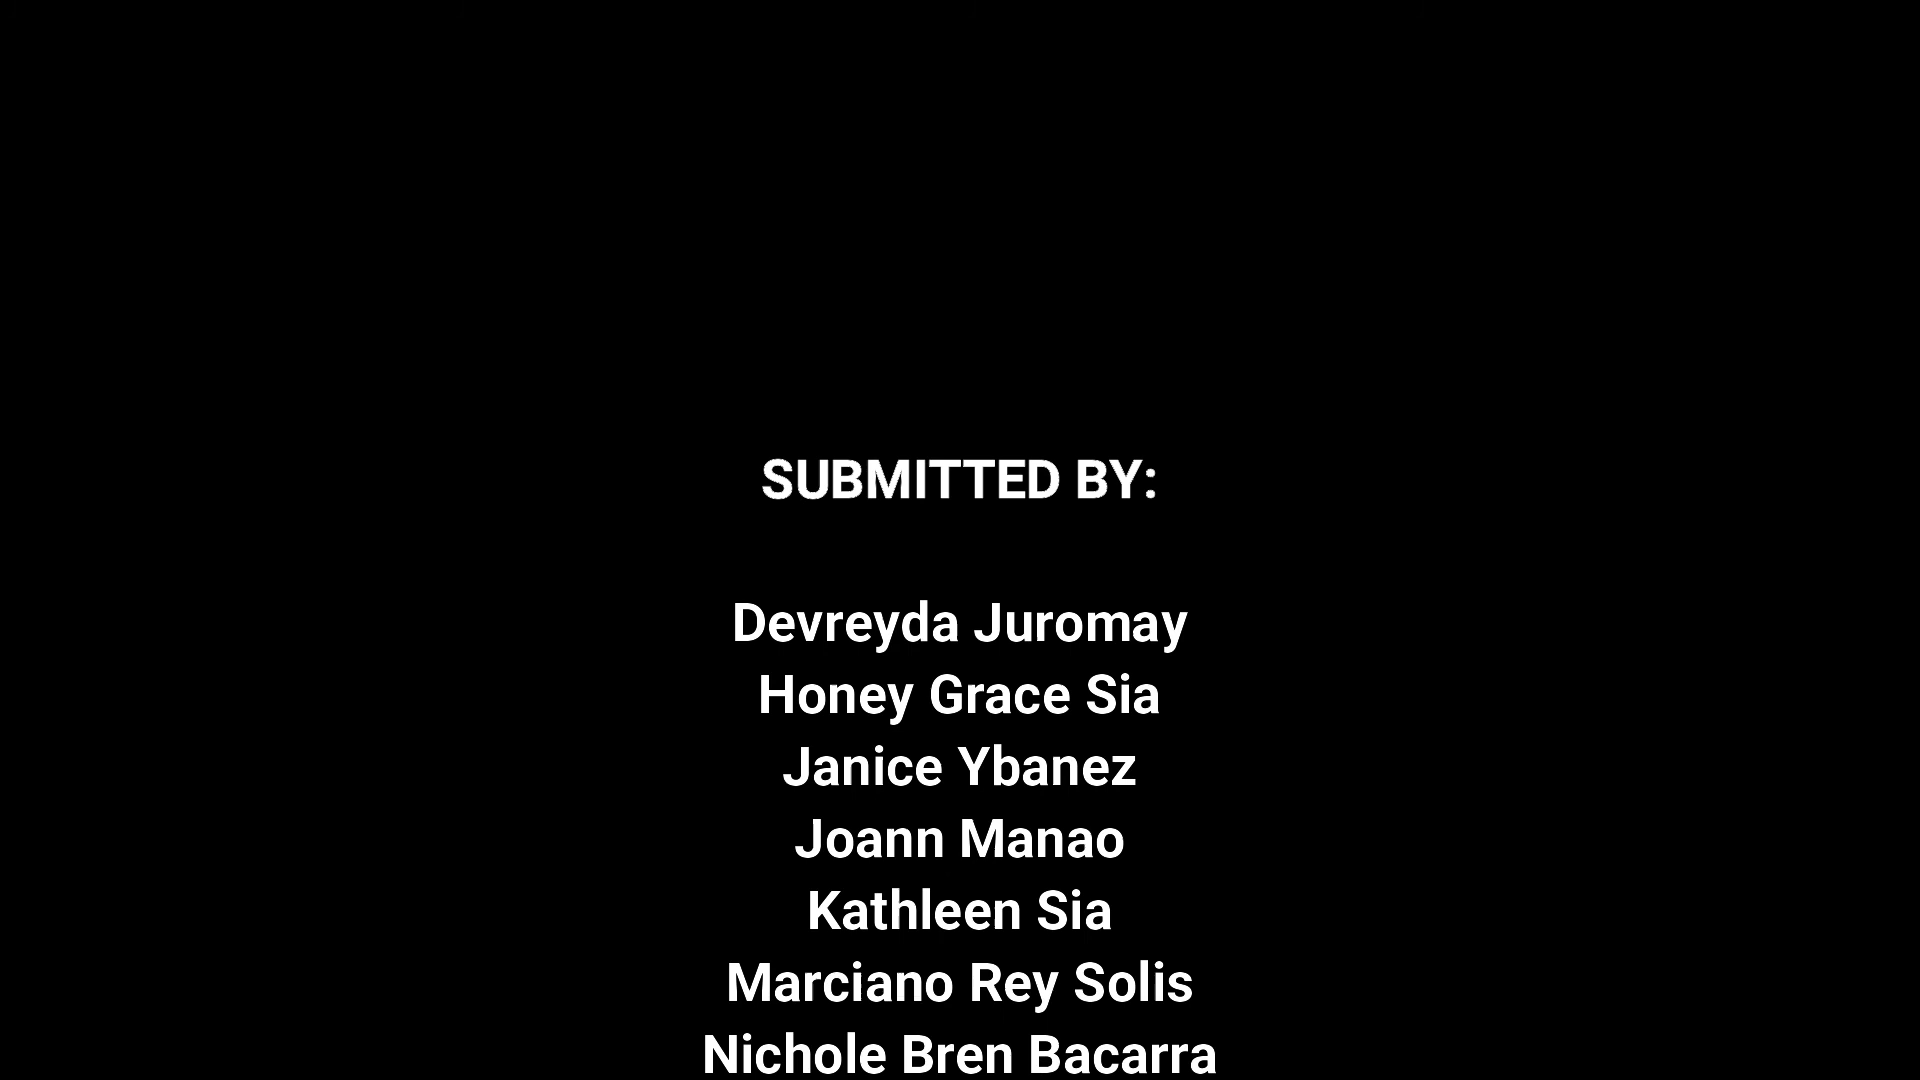 SUBMITTED BY:
Devreyda Juromay
Honey Grace Sia
Janice Ybanez
Joann Manao
Kathleen Sia
Marciano Rey Solis
Nichole Bren Bacarra